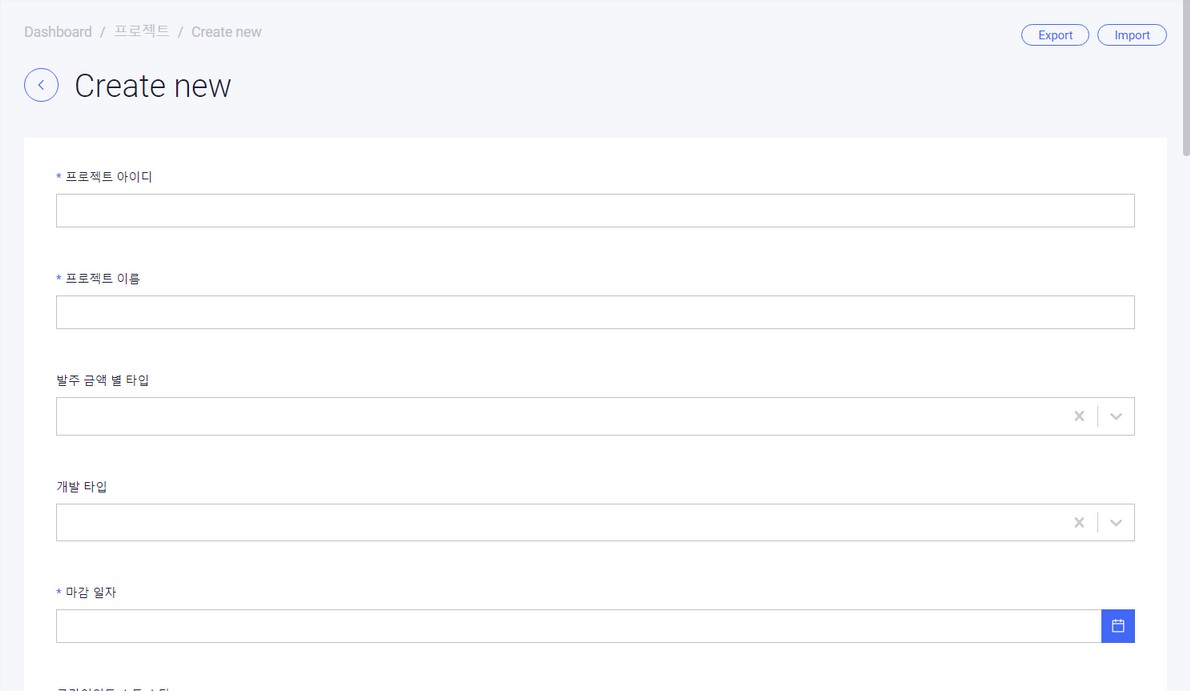 Dashboard / 프로젝트 / Create new
Export
Import
Create new
* 프로젝트 아이디
* 프로젝트 이름
발주 금액 별 타입
개발 타입
* 마감 일자